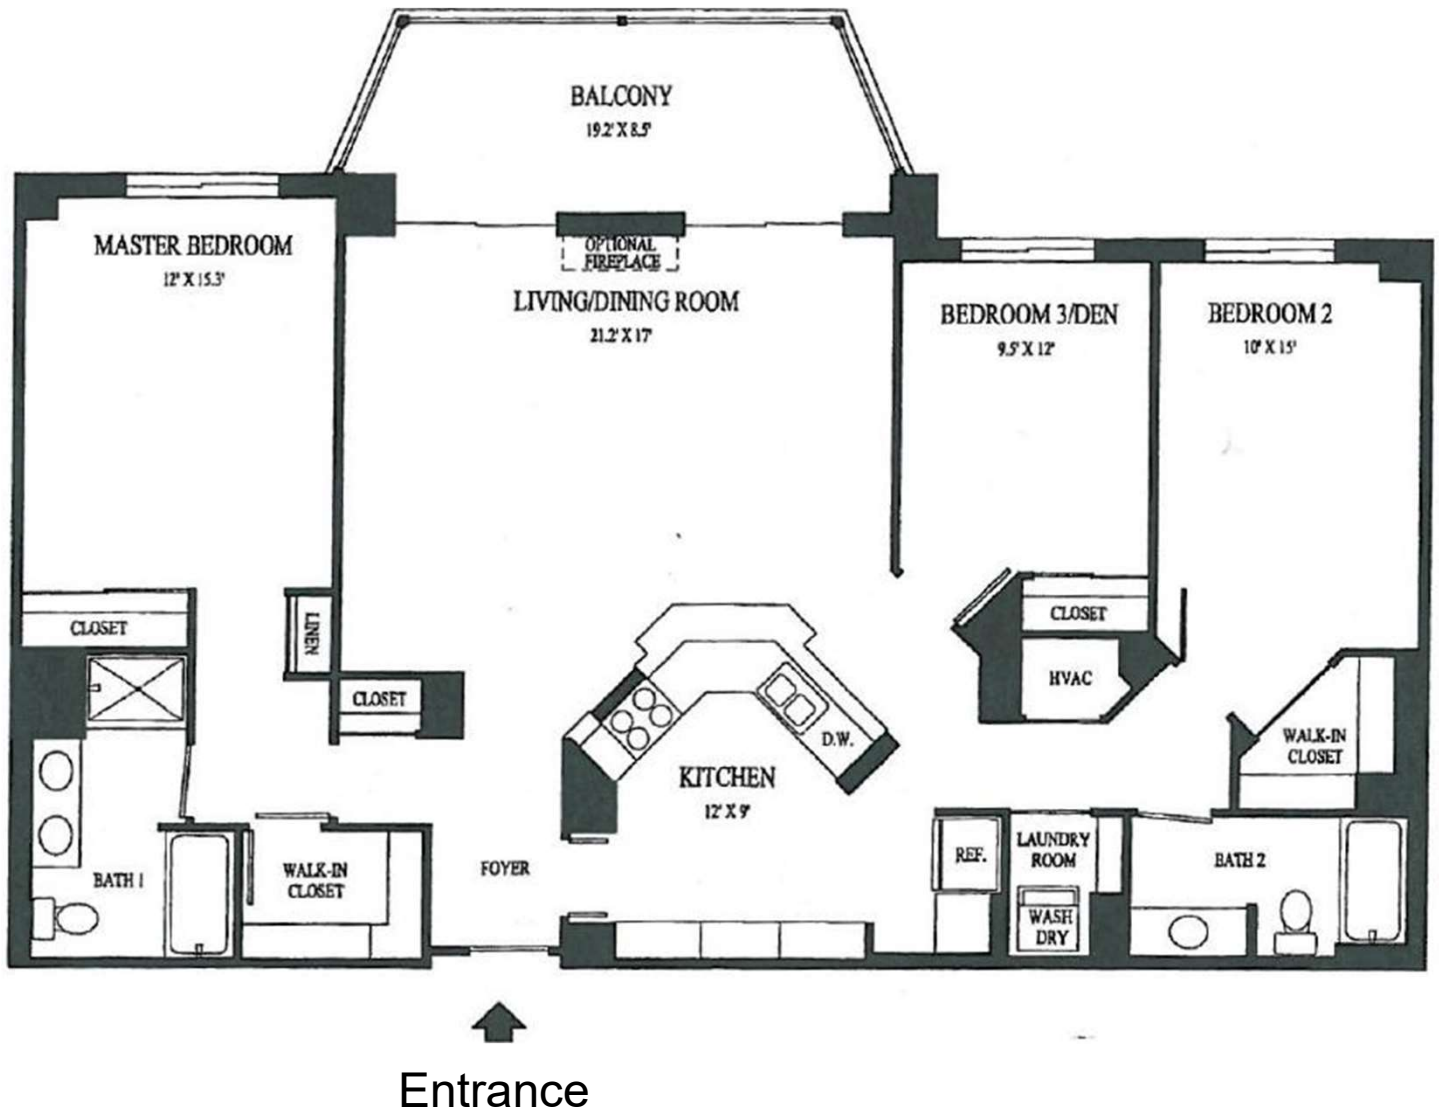 BALCONY
19.2' X 8.5'
MASTER BEDROOM
12' X 15.3'
OPTIONAL
FIREPLACE
LIVING/DINING ROOM
21.2' X 17'
BEDROOM 3/DEN
9.5' X 12'
BEDROOM 2
10' X 15'
CLOSET
LINEN
CLOSET
CLOSET
HVAC
WALK-IN
CLOSET
D.W.
KITCHEN
12' X 9'
BATH 1
WALK-IN
CLOSET
FOYER
REF.
LAUNDRY
ROOM
WASH
DRY
BATH 2
Entrance